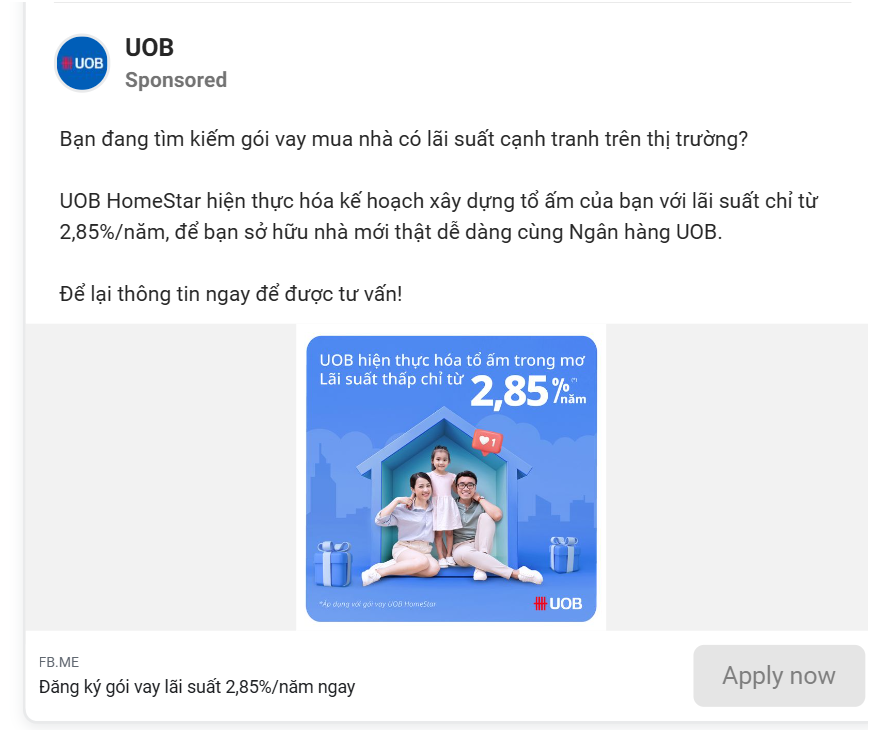 UOB
UOB
Sponsored
Bạn đang tìm kiếm gói vay mua nhà có lãi suất cạnh tranh trên thị trường?
UOB HomeStar hiện thực hóa kế hoạch xây dựng tổ ấm của bạn với lãi suất chỉ từ
2,85%/năm, để bạn sở hữu nhà mới thật dễ dàng cùng Ngân hàng UOB.
Để lại thông tin ngay để được tư vấn!
UOB hiện thực hóa tổ ấm trong mơ
Lãi suất thấp chỉ từ 2,85%/năm(*)
1
*Áp dụng với gói vay UOB HomeStar
UOB
FB.ME
Đăng ký gói vay lãi suất 2,85%/năm ngay
Apply now